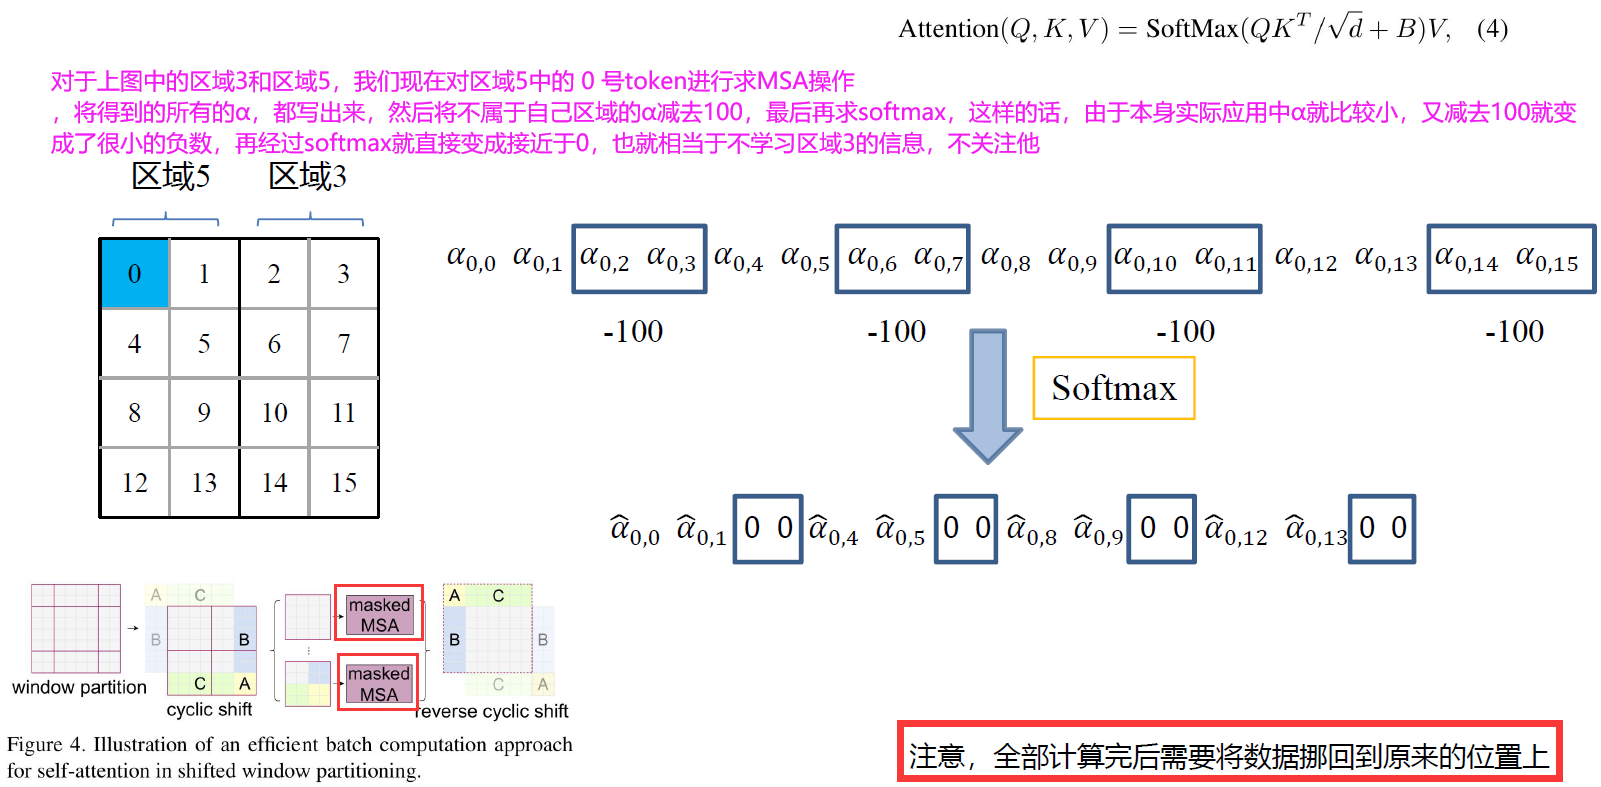 Attention(Q, K, V) = SoftMax(QK^T/√d + B)V, (4)
对于上图中的区域3和区域5，我们现在对区域5中的 0 号token进行求MSA操作
，将得到的所有的α，都写出来，然后将不属于自己区域的α减去100，最后再求softmax，这样的话，由于本身实际应用中α就比较小，又减去100就变
成了很小的负数，再经过softmax就直接变成接近于0，也就相当于不学习区域3的信息，不关注他
区域5 区域3
0 1 2 3
4 5 6 7
8 9 10 11
12 13 14 15
α0,0 α0,1 α0,2 α0,3 α0,4 α0,5 α0,6 α0,7 α0,8 α0,9 α0,10 α0,11 α0,12 α0,13 α0,14 α0,15
-100 -100 -100 -100
Softmax
α̂0,0 α̂0,1 0 0 α̂0,4 α̂0,5 0 0 α̂0,8 α̂0,9 0 0 α̂0,12 α̂0,13 0 0
window partition
A C
B B
C A
cyclic shift
masked
MSA
⋮
masked
MSA
A C
B B
C A
reverse cyclic shift
Figure 4. Illustration of an efficient batch computation approach
for self-attention in shifted window partitioning.
注意，全部计算完后需要将数据挪回到原来的位置上